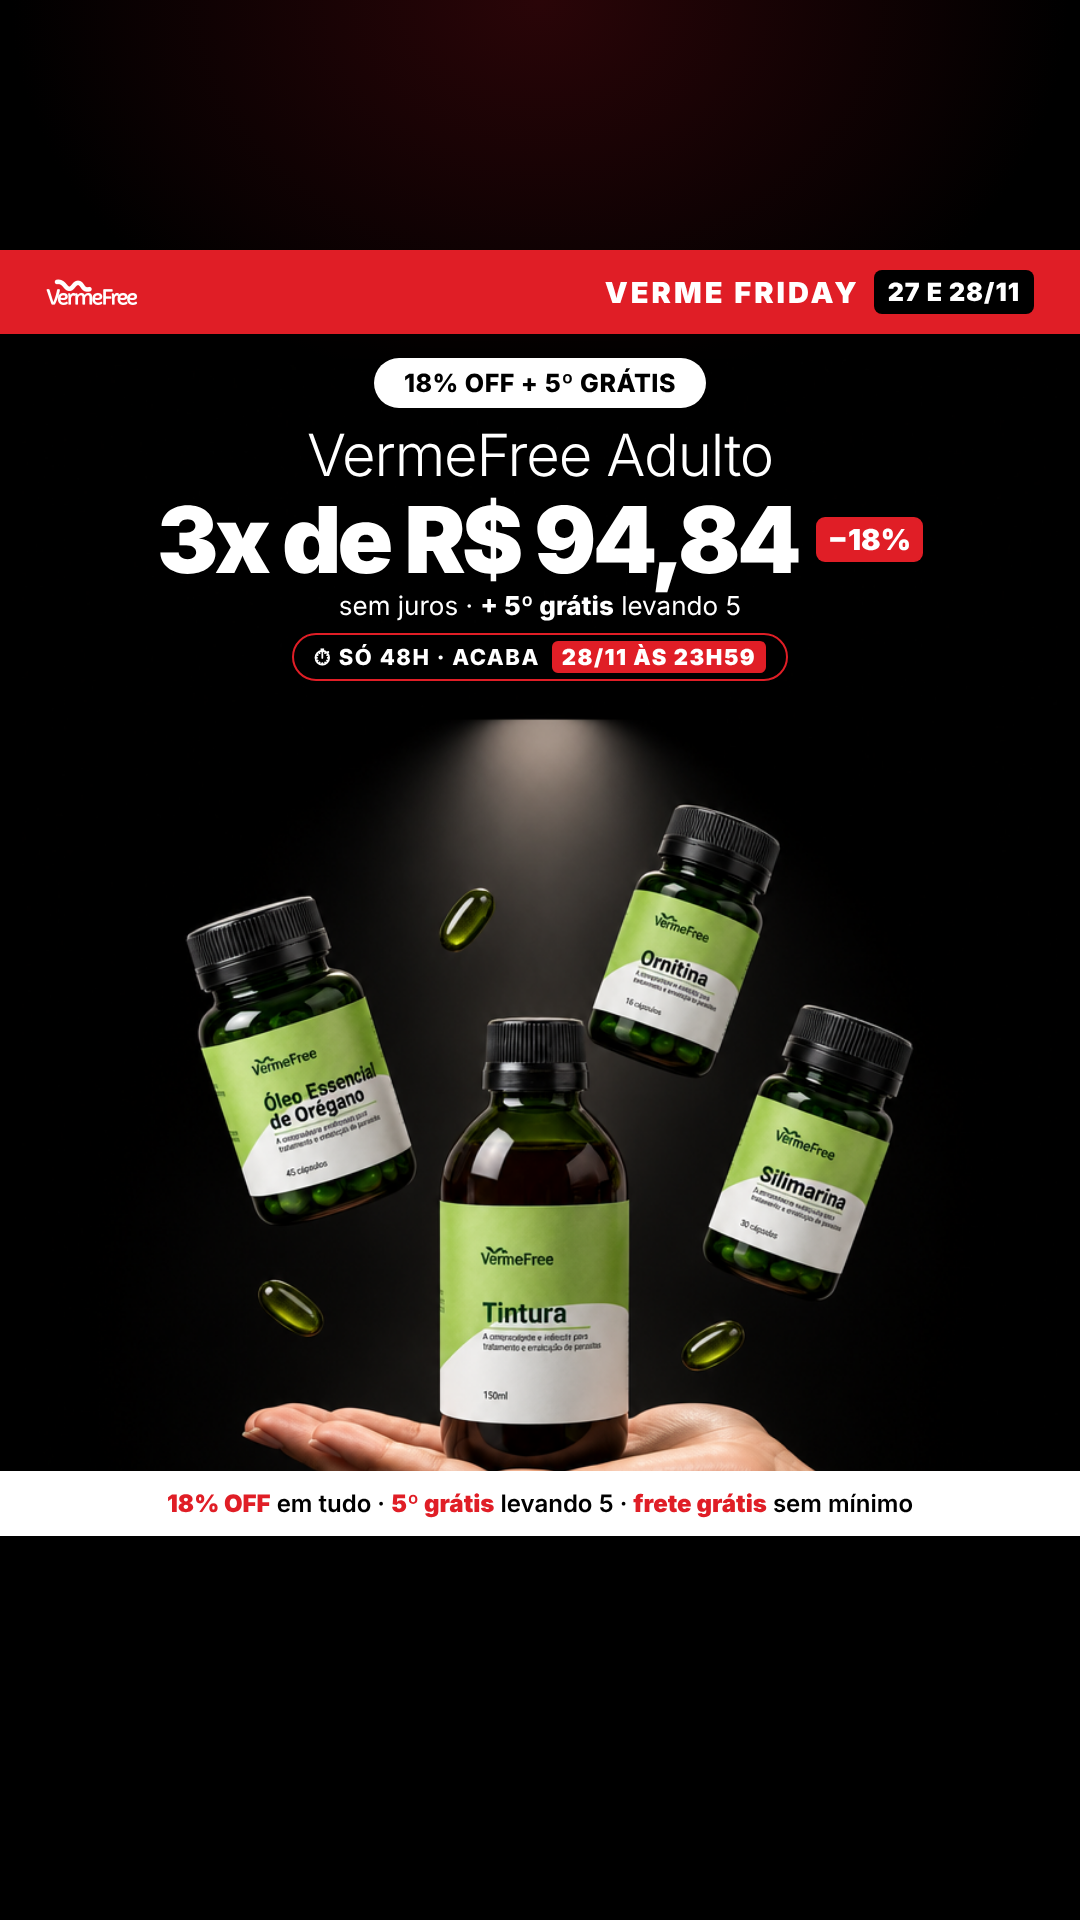 VermeFree
VERME FRIDAY 27 E 28/11
18% OFF + 5º GRÁTIS
VermeFree Adulto
3x de R$ 94,84 −18%
sem juros · + 5º grátis levando 5
⏱ SÓ 48H · ACABA 28/11 ÀS 23H59
VermeFree
Ornitina
16 cápsulas
VermeFree
Óleo Essencial
de Orégano
45 cápsulas
VermeFree
Silimarina
30 cápsulas
VermeFree
Tintura
tratamento e
de parasitas
150ml
18% OFF em tudo · 5º grátis levando 5 · frete grátis sem mínimo